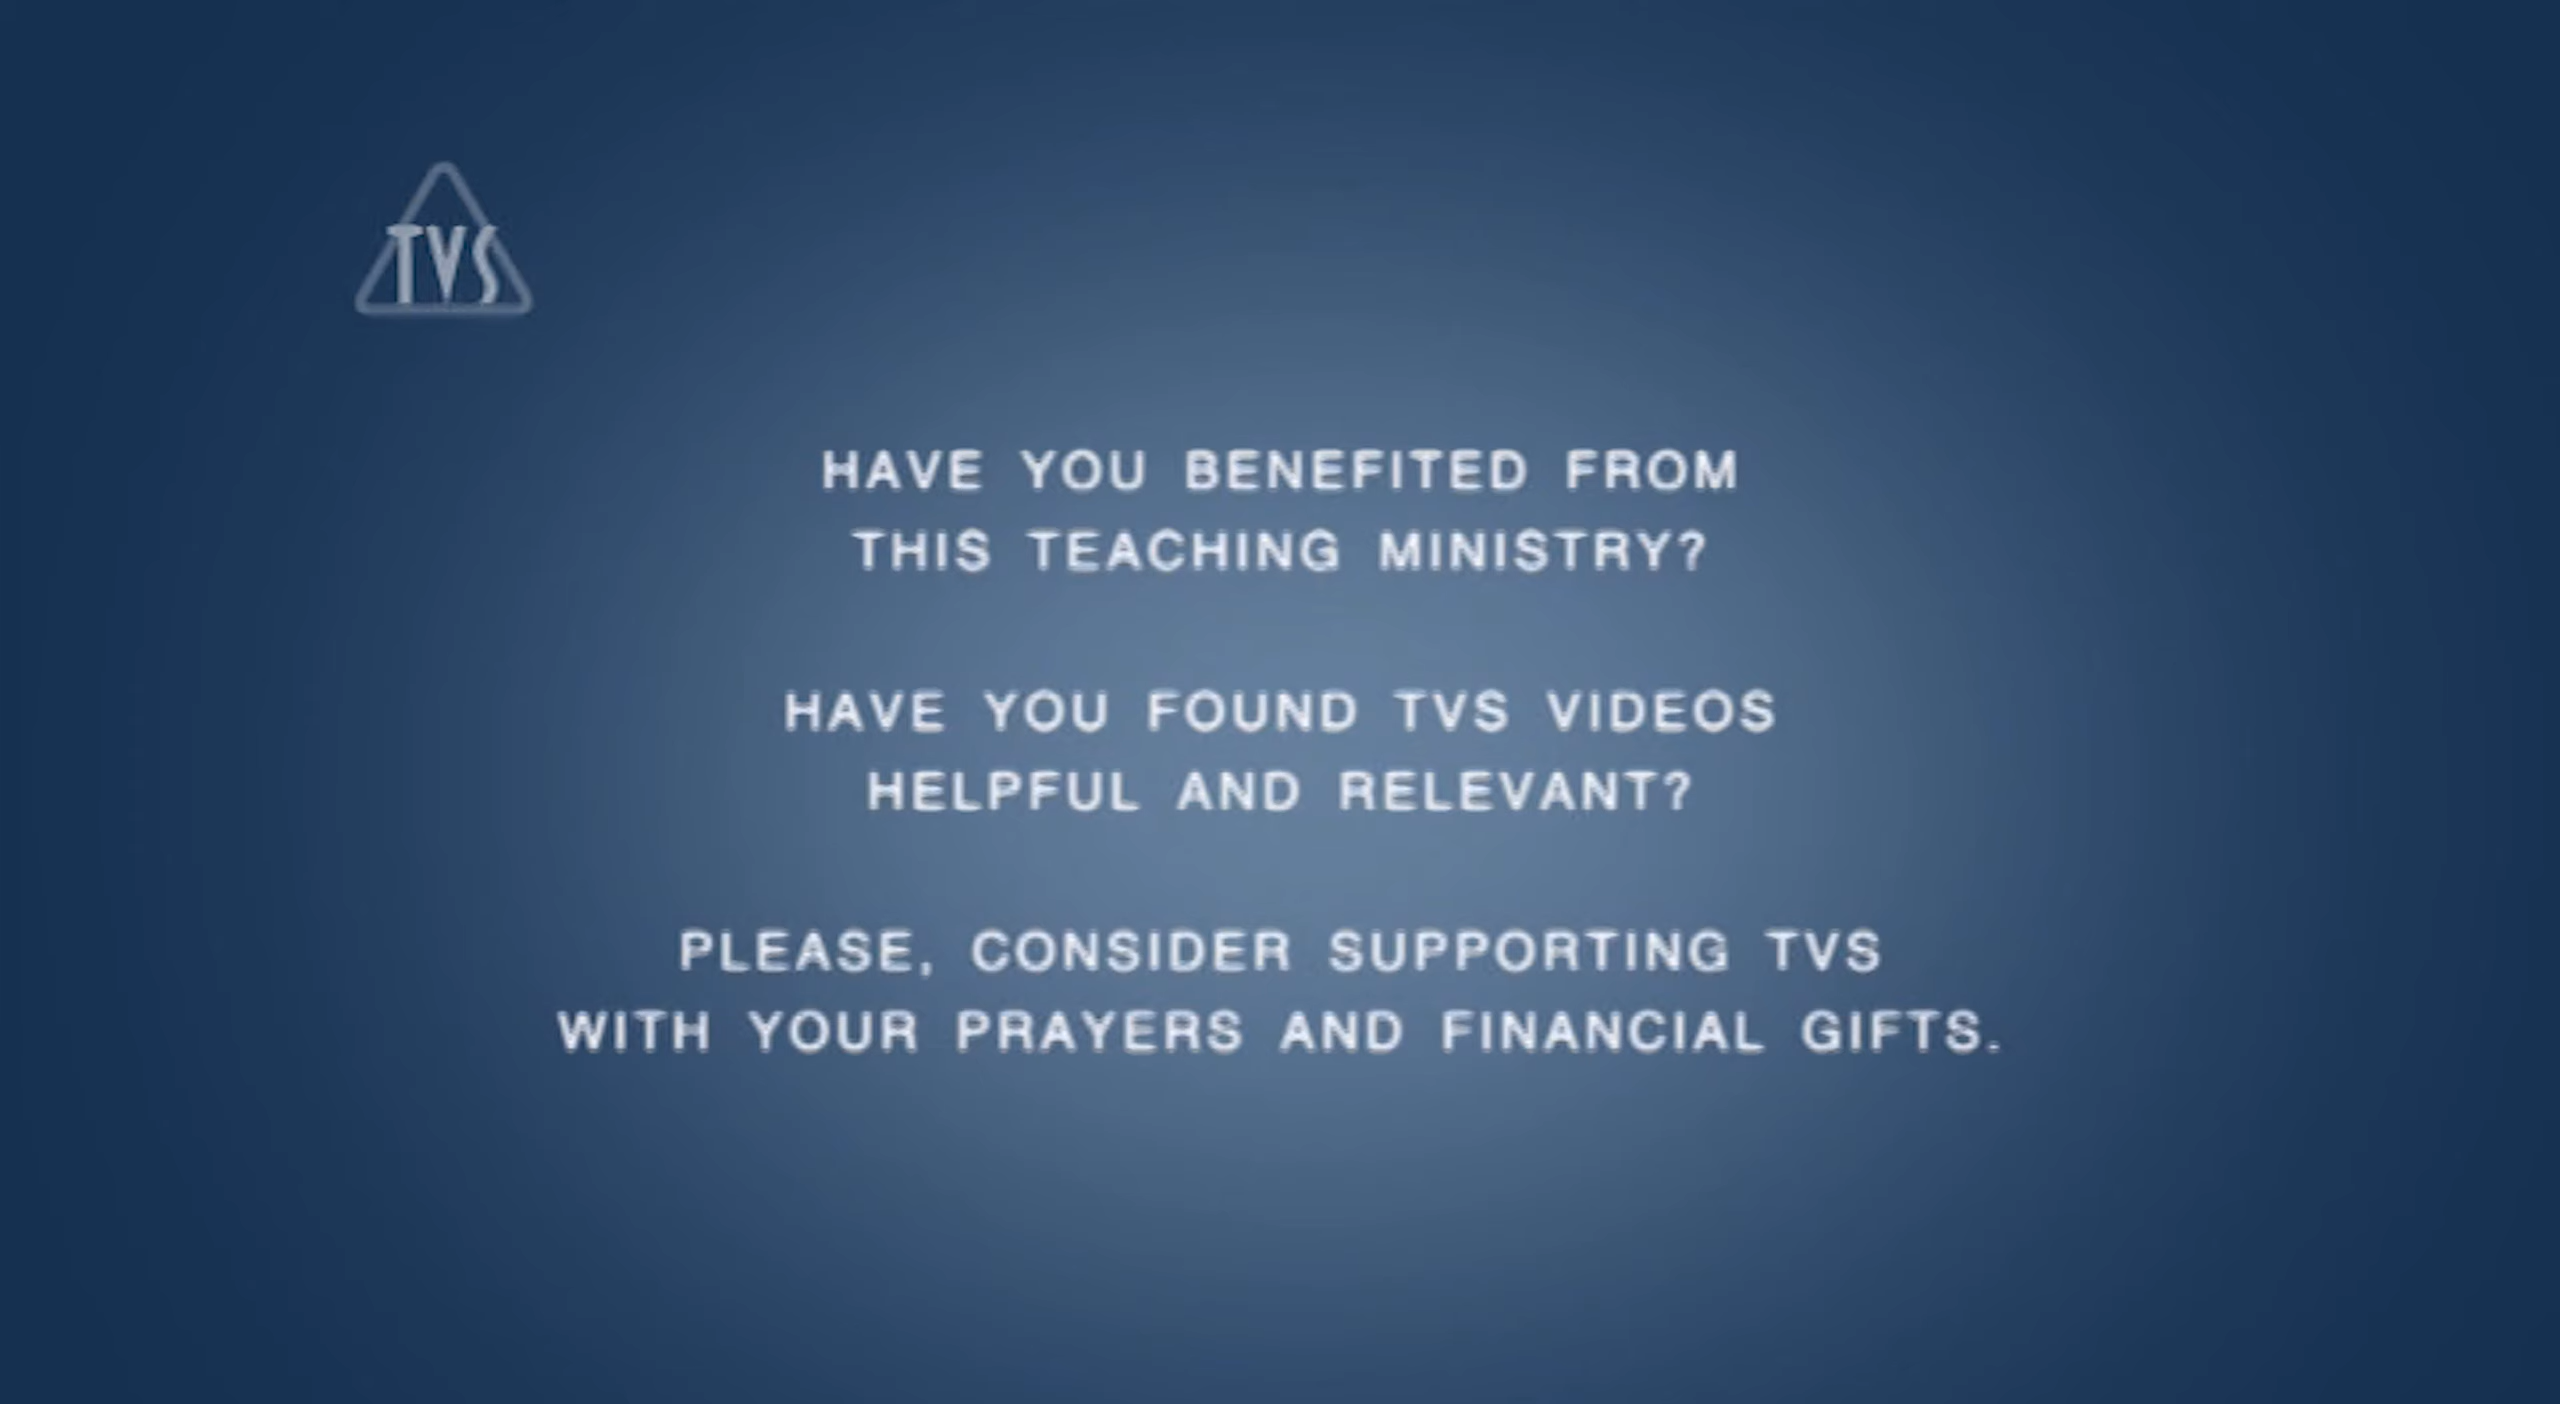 TVS
HAVE YOU BENEFITED FROM
THIS TEACHING MINISTRY?
HAVE YOU FOUND TVS VIDEOS
HELPFUL AND RELEVANT?
PLEASE, CONSIDER SUPPORTING TVS
WITH YOUR PRAYERS AND FINANCIAL GIFTS.